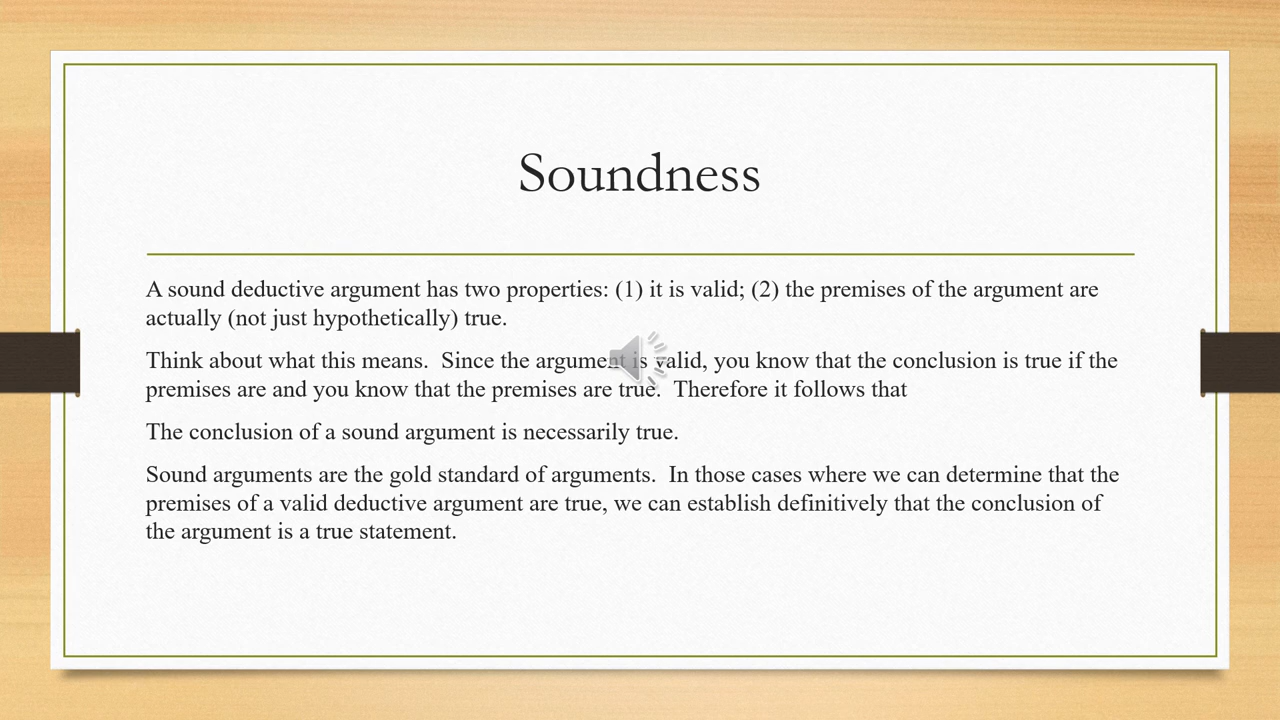 Soundness
A sound deductive argument has two properties: (1) it is valid; (2) the premises of the argument are
actually (not just hypothetically) true.
Think about what this means.  Since the argument is valid, you know that the conclusion is true if the
premises are and you know that the premises are true.  Therefore it follows that
The conclusion of a sound argument is necessarily true.
Sound arguments are the gold standard of arguments.  In those cases where we can determine that the
premises of a valid deductive argument are true, we can establish definitively that the conclusion of
the argument is a true statement.